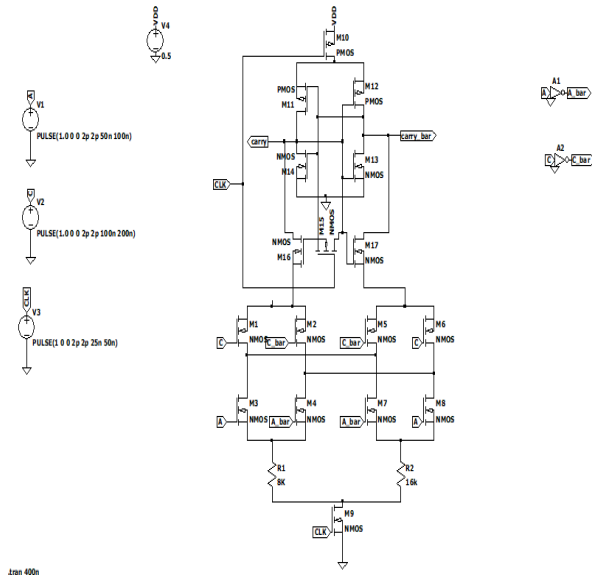 VDD
V4
0.5
VDD
M10
PMOS
PMOS
M11
M12
PMOS
A
V1
PULSE(1.0 0 0 2p 2p 50n 100n)
A1
A
A_bar
carry
carry_bar
NMOS
M14
M13
NMOS
A2
C
C_bar
CLK
C
V2
PULSE(1.0 0 0 2p 2p 100n 200n)
M15
NMOS
NMOS
M16
M17
NMOS
CLK
V3
PULSE(1 0 0 2p 2p 25n 50n)
M1
M2
M5
M6
C
NMOS
C_bar
NMOS
C_bar
NMOS
C
NMOS
M3
M4
M7
M8
A
NMOS
A_bar
NMOS
A_bar
NMOS
A
NMOS
R1
8K
R2
16k
M9
CLK
NMOS
.tran 400n